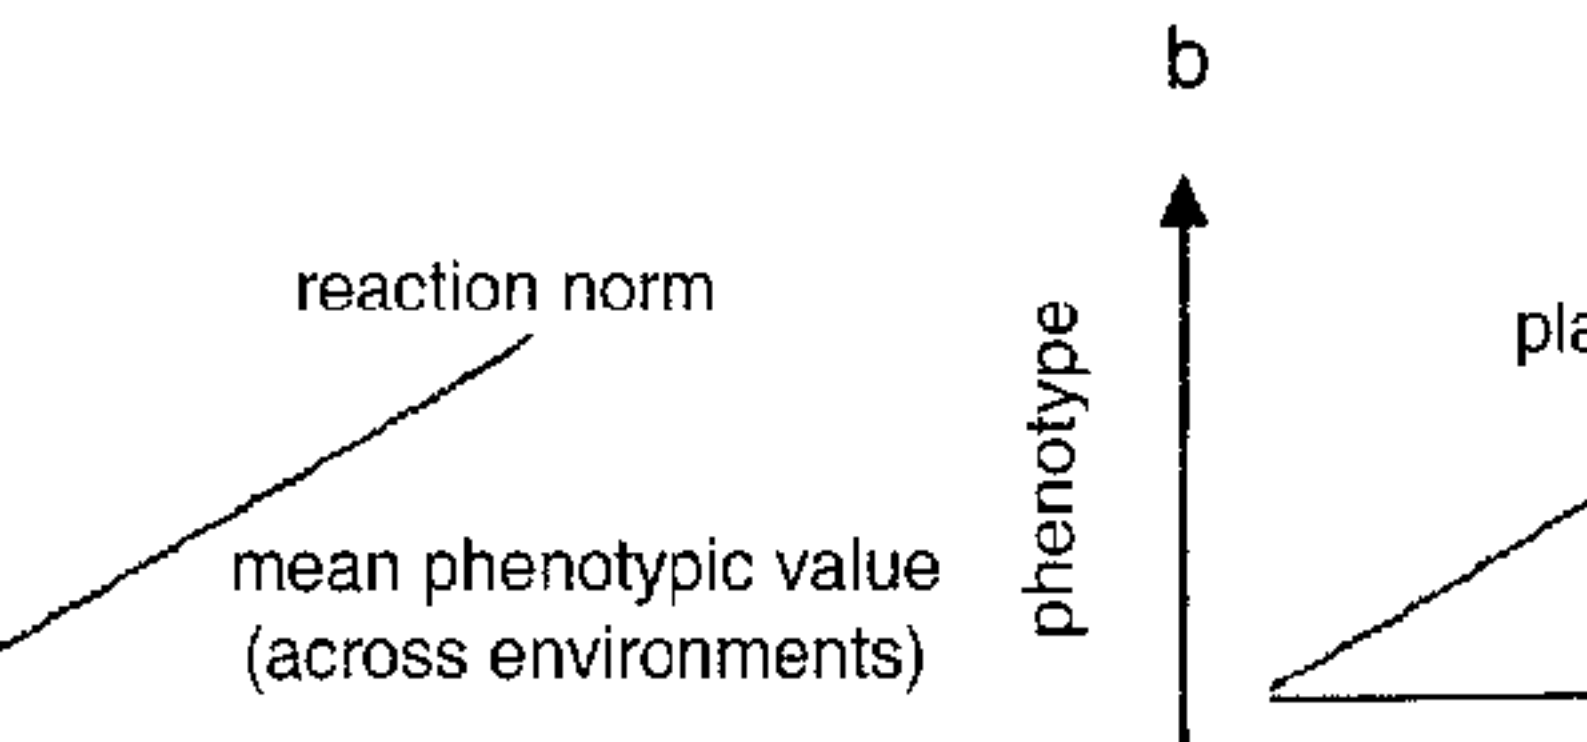 reaction norm
mean phenotypic value
(across environments)
b
phenotype